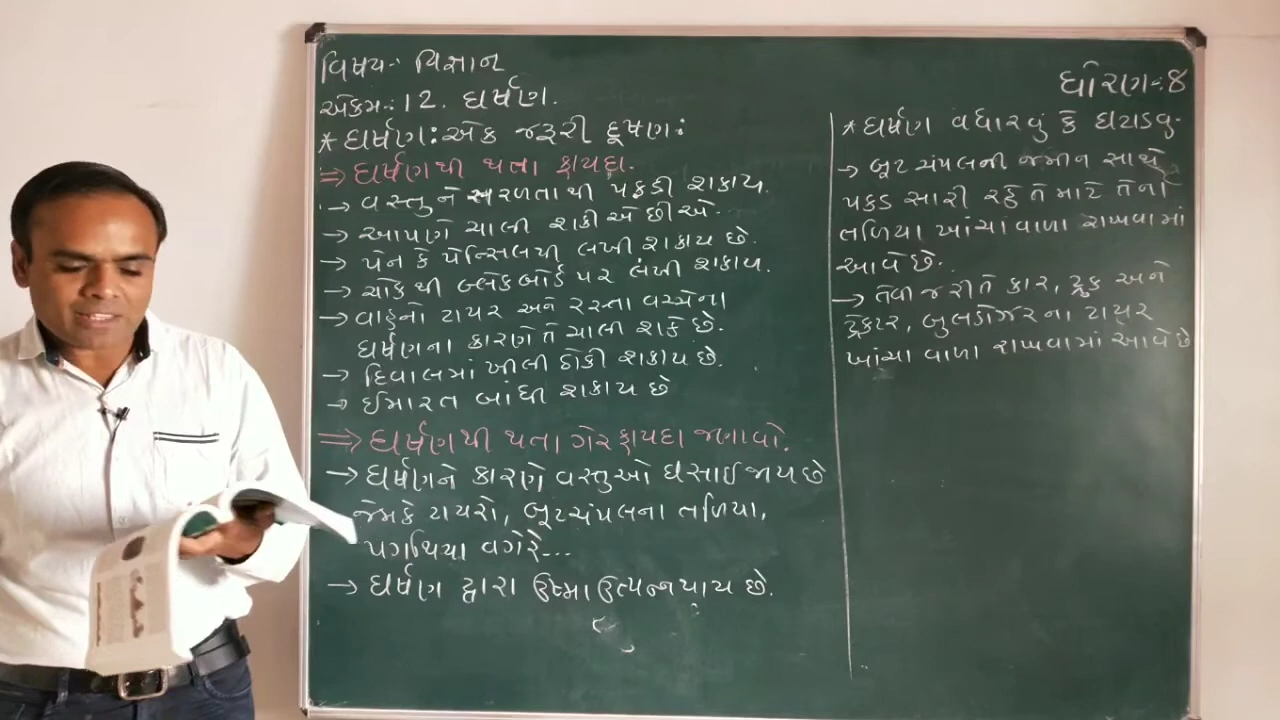 વિષય:- વિજ્ઞાન
એકમ:-12. ઘર્ષણ.
* ઘર્ષણ : એક જરૂરી દૂષણ:
⇒ ઘર્ષણથી થતા ફાયદા.
→ વસ્તુને સરળતાથી પકડી શકાય.
→ આપણે ચાલી શકીએ છીએ.
→ પેન કે પેન્સિલથી લખી શકાય છે.
→ ચોકથી બ્લેકબોર્ડ પર લખી શકાય.
→ વાહનો ટાયર અને રસ્તા વચ્ચેના
ઘર્ષણના કારણે તે ચાલી શકે છે.
→ દિવાલમાં ખીલી ઠોકી શકાય છે.
→ ઈમારત બાંધી શકાય છે
⇒ ઘર્ષણથી થતા ગેરફાયદા જણાવો.
→ ઘર્ષણને કારણે વસ્તુઓ ઘસાઈ જાય છે
જેમકે ટાયરો, બૂટચંપલના તળિયા,
પગથિયા વગેરે...
→ ઘર્ષણ દ્વારા ઉષ્મા ઉત્પન્ન થાય છે.
ધોરણ:-8
* ઘર્ષણ વધારવું કે ઘટાડવુ.
→ બૂટ ચંપલની જમીન સાથે
પકડ સારી રહે તે માટે તેના
તળિયા ખાંચાવાળા રાખવામાં
આવે છે.
→ તેવી જ રીતે કાર, ટ્રક અને
ટ્રેકટર, બુલડોઝરના ટાયર
ખાંચા વાળા રાખવામાં આવે છે